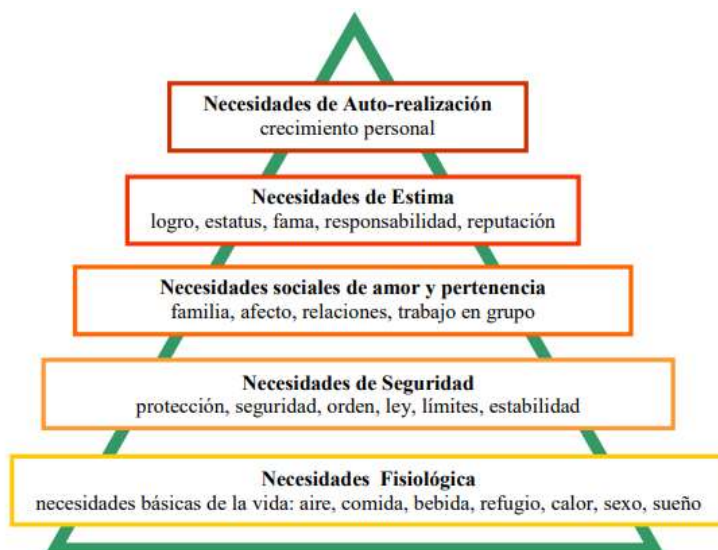 Necesidades de Auto-realización
crecimiento personal
Necesidades de Estima
logro, estatus, fama, responsabilidad, reputación
Necesidades sociales de amor y pertenencia
familia, afecto, relaciones, trabajo en grupo
Necesidades de Seguridad
protección, seguridad, orden, ley, límites, estabilidad
Necesidades Fisiológica
necesidades básicas de la vida: aire, comida, bebida, refugio, calor, sexo, sueño